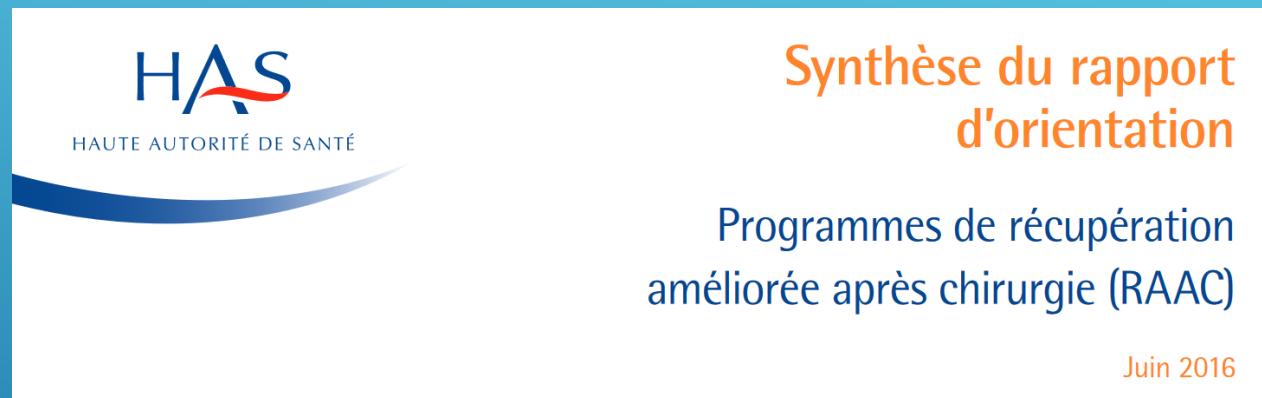 HAS
HAUTE AUTORITÉ DE SANTÉ
Synthèse du rapport
d'orientation
Programmes de récupération
améliorée après chirurgie (RAAC)
Juin 2016